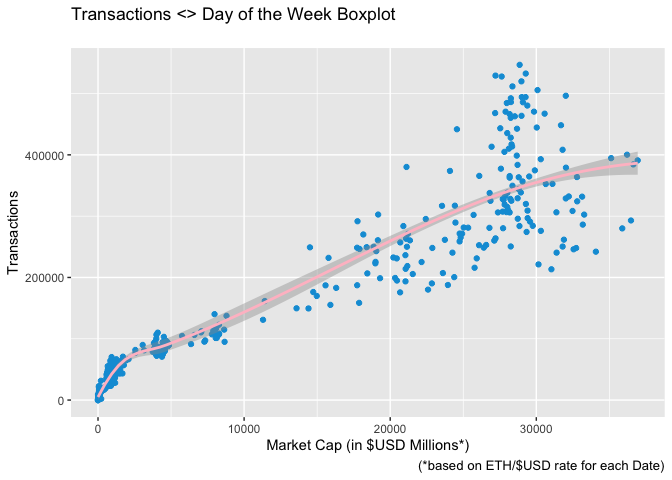 Transactions <> Day of the Week Boxplot
Transactions
400000
200000
0
0 10000 20000 30000
Market Cap (in $USD Millions*)
(*based on ETH/$USD rate for each Date)